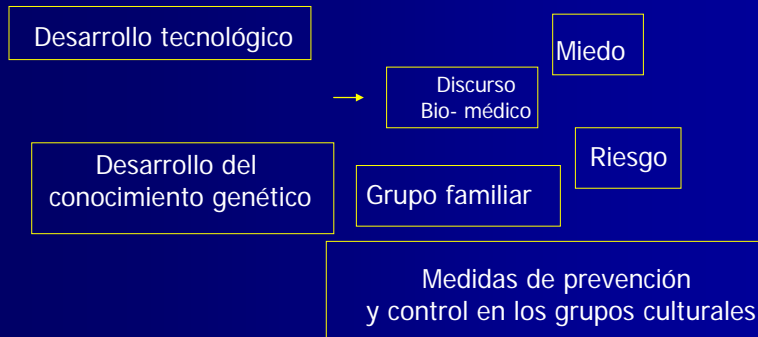 Desarrollo tecnológico
Miedo
Discurso
Bio- médico
Desarrollo del
conocimiento genético
Riesgo
Grupo familiar
Medidas de prevención
y control en los grupos culturales